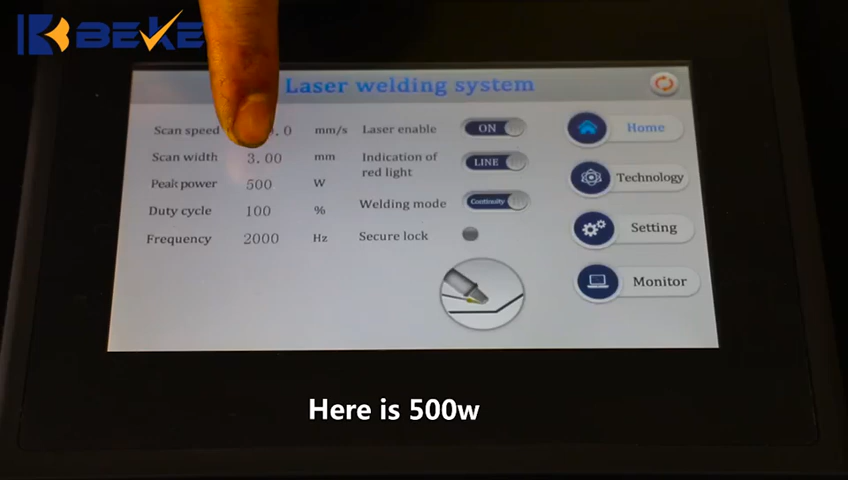 BEKE
Laser welding system
Scan speed mm/s
Scan width 3.00 mm
Peak power 500 W
Duty cycle 100 %
Frequency 2000 Hz
Laser enable ON
Indication of
red light LINE
Welding mode Continuity
Secure lock
Home
Technology
Setting
Monitor
Here is 500w